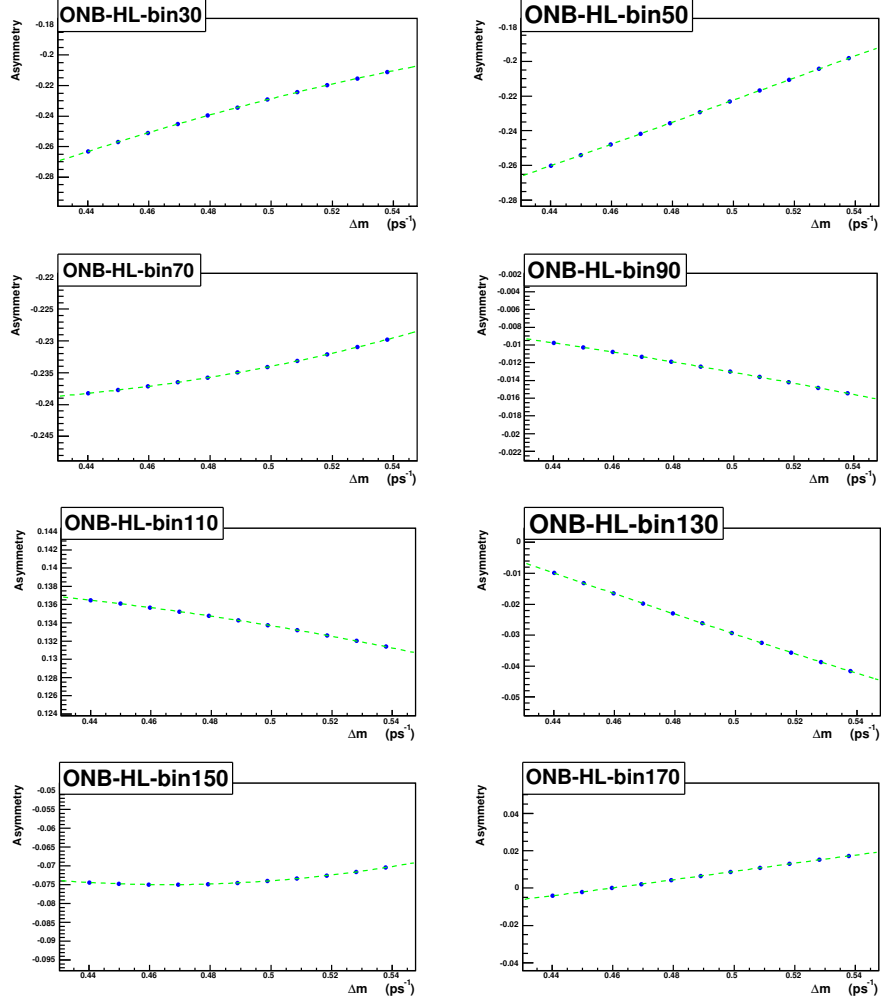 ONB-HL-bin30
Asymmetry
-0.18
-0.2
-0.22
-0.24
-0.26
-0.28
0.44 0.46 0.48 0.5 0.52 0.54
Δm (ps⁻¹)
ONB-HL-bin50
Asymmetry
-0.18
-0.2
-0.22
-0.24
-0.26
-0.28
0.44 0.46 0.48 0.5 0.52 0.54
Δm (ps⁻¹)
ONB-HL-bin70
Asymmetry
-0.22
-0.225
-0.23
-0.235
-0.24
-0.245
0.44 0.46 0.48 0.5 0.52 0.54
Δm (ps⁻¹)
ONB-HL-bin90
Asymmetry
-0.002
-0.004
-0.006
-0.008
-0.01
-0.012
-0.014
-0.016
-0.018
-0.02
-0.022
0.44 0.46 0.48 0.5 0.52 0.54
Δm (ps⁻¹)
ONB-HL-bin110
Asymmetry
0.144
0.142
0.14
0.138
0.136
0.134
0.132
0.13
0.128
0.126
0.124
0.44 0.46 0.48 0.5 0.52 0.54
Δm (ps⁻¹)
ONB-HL-bin130
Asymmetry
0
-0.01
-0.02
-0.03
-0.04
-0.05
0.44 0.46 0.48 0.5 0.52 0.54
Δm (ps⁻¹)
ONB-HL-bin150
Asymmetry
-0.05
-0.055
-0.06
-0.065
-0.07
-0.075
-0.08
-0.085
-0.09
-0.095
0.44 0.46 0.48 0.5 0.52 0.54
Δm (ps⁻¹)
ONB-HL-bin170
Asymmetry
0.04
0.02
0
-0.02
-0.04
0.44 0.46 0.48 0.5 0.52 0.54
Δm (ps⁻¹)